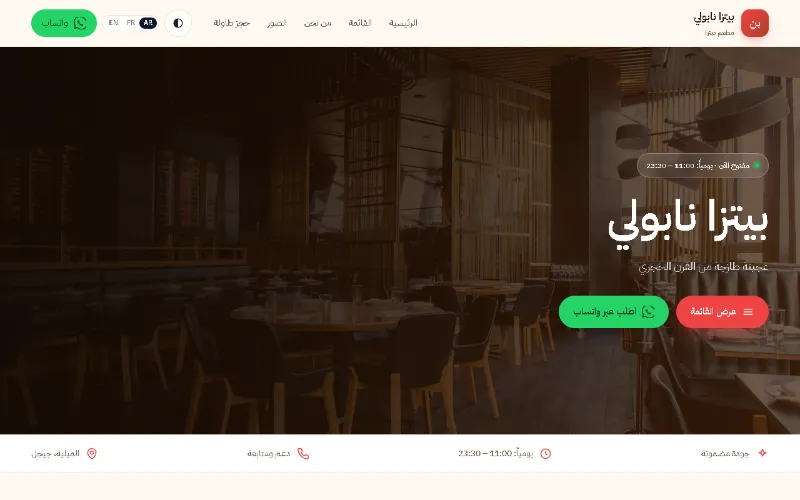 بن
بيتزا نابولي
مطعم بيتزا
الرئيسية
القائمة
من نحن
الصور
حجز طاولة
AR
FR
EN
واتساب
مفتوح الآن · يومياً: 11:00 – 23:30
بيتزا نابولي
عجينة طازجة من الفرن الحجري
عرض القائمة
اطلب عبر واتساب
جودة مضمونة
يومياً: 11:00 – 23:30
دعم ومتابعة
الميلية، جيجل